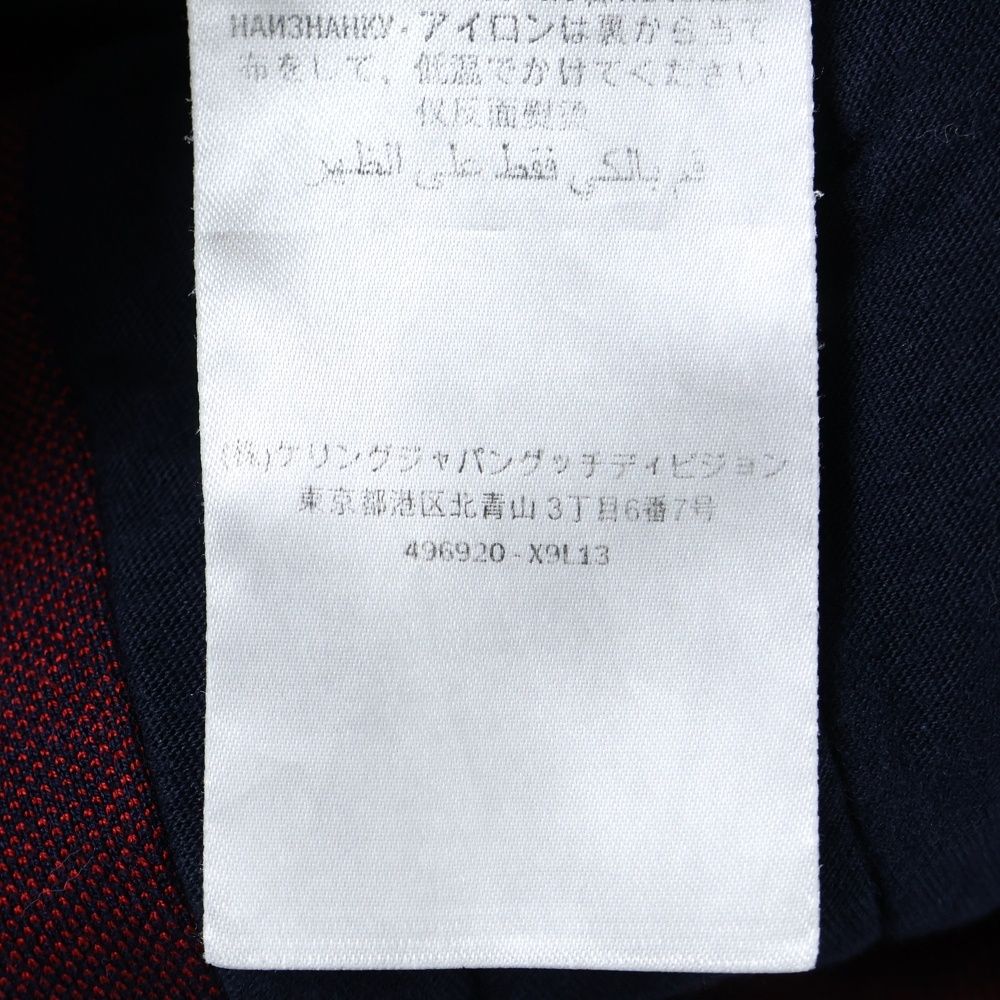 НАИЗНАНКУ - アイロンは裏から当て
布をして、低温でかけてください
仅反面熨烫
قم بالكي فقط على الظهر
(株)ケリングジャパングッチディビジョン
東京都港区北青山3丁目6番7号
496920 - X9L13